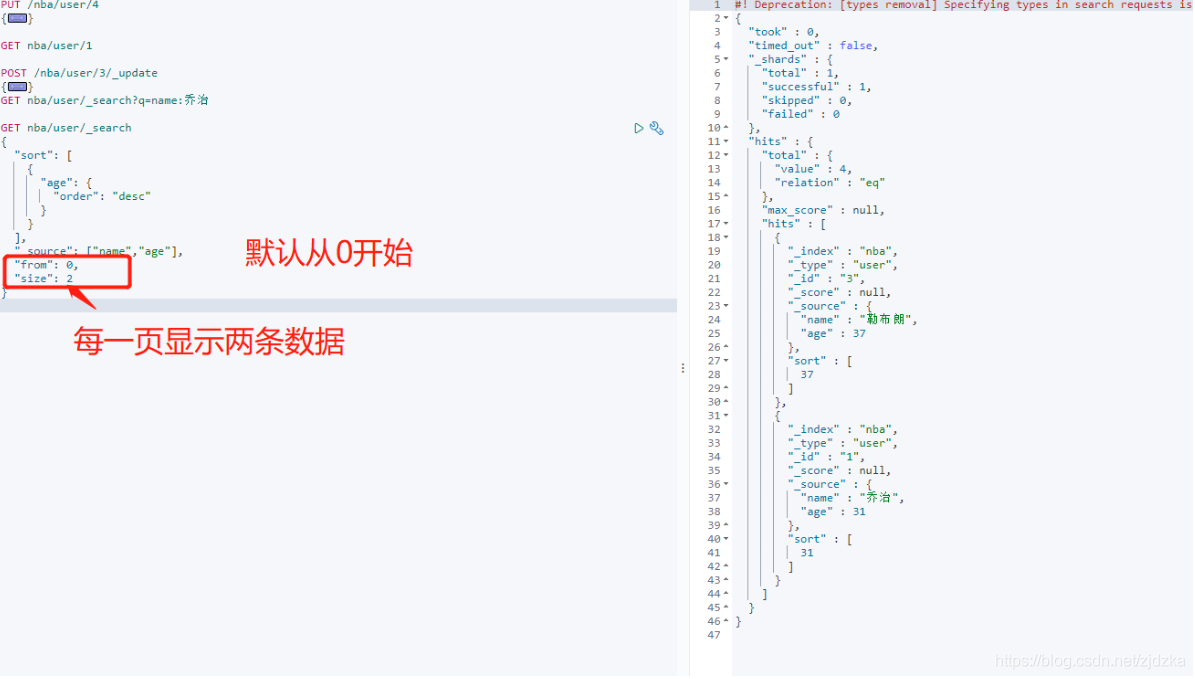 PUT /nba/user/4
{}
GET nba/user/1
POST /nba/user/3/_update
{}
GET nba/user/_search?q=name:乔治
GET nba/user/_search
{
"sort": [
{
"age": {
"order": "desc"
}
}
],
"_source": ["name","age"],
"from": 0,
"size": 2
}
默认从0开始
每一页显示两条数据
1 #! Deprecation: [types removal] Specifying types in search requests is
2 {
3 "took" : 0,
4 "timed_out" : false,
5 "_shards" : {
6 "total" : 1,
7 "successful" : 1,
8 "skipped" : 0,
9 "failed" : 0
10 },
11 "hits" : {
12 "total" : {
13 "value" : 4,
14 "relation" : "eq"
15 },
16 "max_score" : null,
17 "hits" : [
18 {
19 "_index" : "nba",
20 "_type" : "user",
21 "_id" : "3",
22 "_score" : null,
23 "_source" : {
24 "name" : "勒布朗",
25 "age" : 37
26 },
27 "sort" : [
28 37
29 ]
30 },
31 {
32 "_index" : "nba",
33 "_type" : "user",
34 "_id" : "1",
35 "_score" : null,
36 "_source" : {
37 "name" : "乔治",
38 "age" : 31
39 },
40 "sort" : [
41 31
42 ]
43 }
44 ]
45 }
46 }
47
https://blog.csdn.net/zjdzka